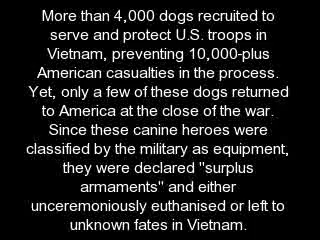 More than 4,000 dogs recruited to
serve and protect U.S. troops in
Vietnam, preventing 10,000-plus
American casualties in the process.
Yet, only a few of these dogs returned
to America at the close of the war.
Since these canine heroes were
classified by the military as equipment,
they were declared "surplus
armaments" and either
unceremoniously euthanised or left to
unknown fates in Vietnam.